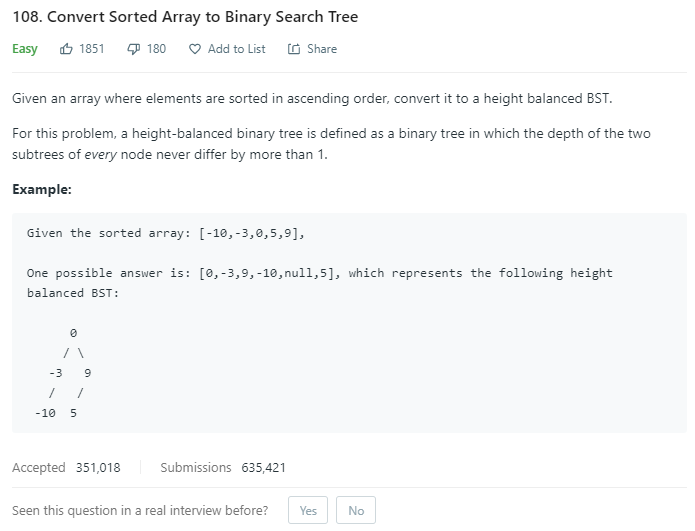 108. Convert Sorted Array to Binary Search Tree
Easy 1851 180 Add to List Share
Given an array where elements are sorted in ascending order, convert it to a height balanced BST.
For this problem, a height-balanced binary tree is defined as a binary tree in which the depth of the two
subtrees of every node never differ by more than 1.
Example:
Given the sorted array: [-10,-3,0,5,9],
One possible answer is: [0,-3,9,-10,null,5], which represents the following height
balanced BST:
0
/ \
-3 9
/ /
-10 5
Accepted 351,018 Submissions 635,421
Seen this question in a real interview before? Yes No